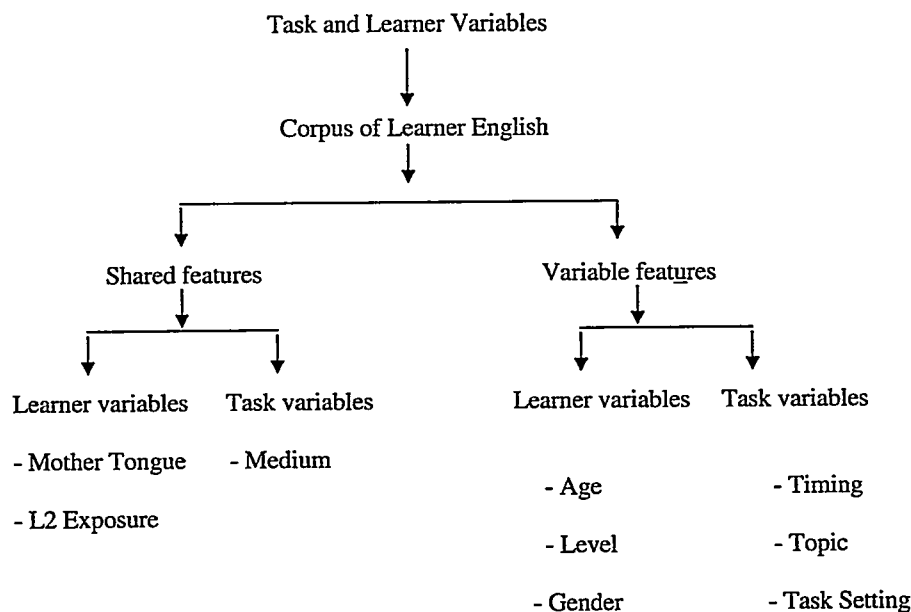 Task and Learner Variables
Corpus of Learner English
Shared features
Variable features
Learner variables
Task variables
- Mother Tongue
- Medium
- L2 Exposure
Learner variables
Task variables
- Age
- Timing
- Level
- Topic
- Gender
- Task Setting